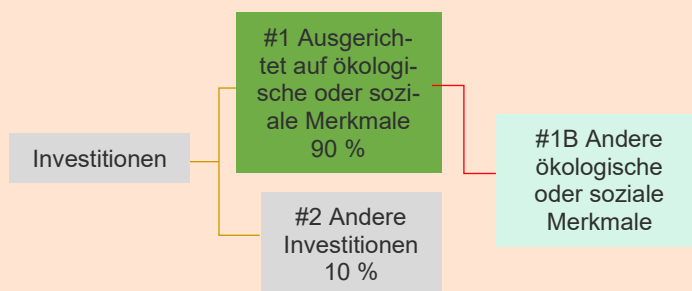 Investitionen
#1 Ausgerich-
tet auf ökologi-
sche oder sozi-
ale Merkmale
90 %
#2 Andere
Investitionen
10 %
#1B Andere
ökologische
oder soziale
Merkmale